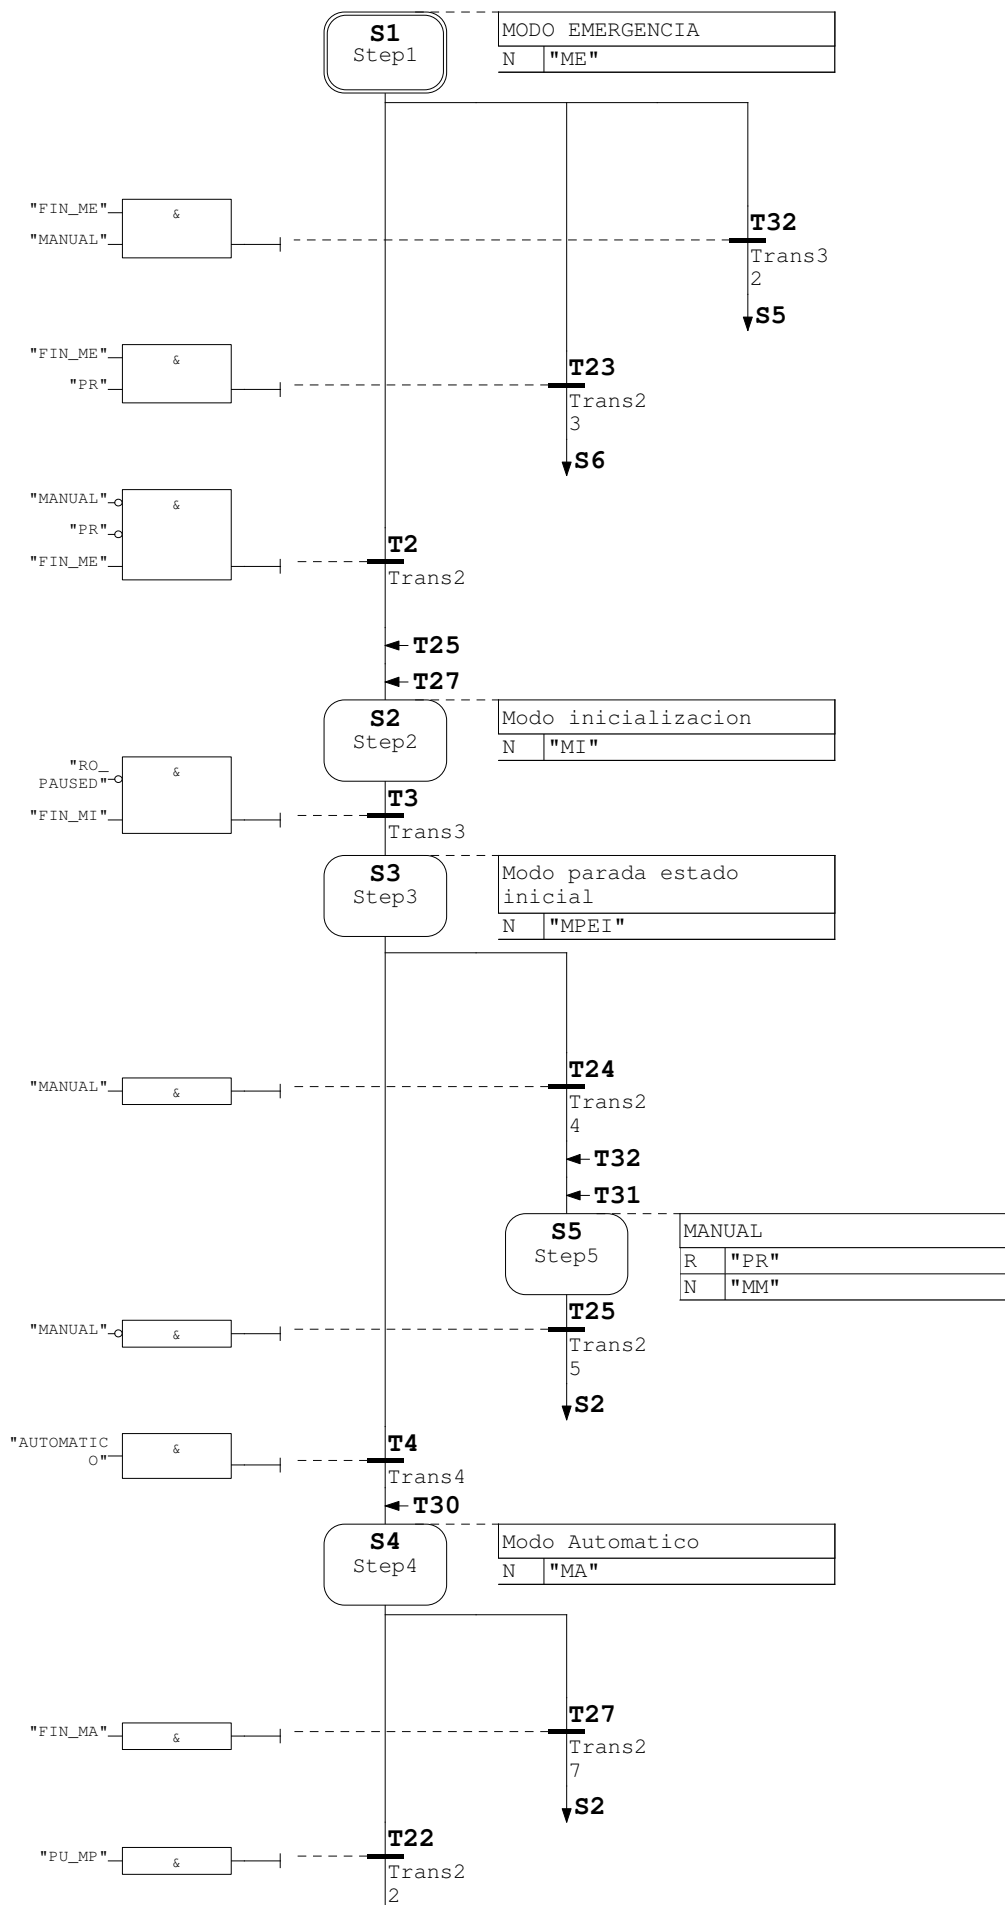 S1
Step1
MODO EMERGENCIA
N "ME"
"FIN_ME"
&
"MANUAL"
T32
Trans3
2
S5
"FIN_ME"
&
"PR"
T23
Trans2
3
S6
"MANUAL"
&
"PR"
"FIN_ME"
T2
Trans2
T25
T27
S2
Step2
Modo inicializacion
N "MI"
"RO_
PAUSED"
&
"FIN_MI"
T3
Trans3
S3
Step3
Modo parada estado
inicial
N "MPEI"
"MANUAL"
&
T24
Trans2
4
T32
T31
S5
Step5
MANUAL
R "PR"
N "MM"
"MANUAL"
&
T25
Trans2
5
S2
"AUTOMATIC
O"
&
T4
Trans4
T30
S4
Step4
Modo Automatico
N "MA"
"FIN_MA"
&
T27
Trans2
7
S2
"PU_MP"
&
T22
Trans2
2